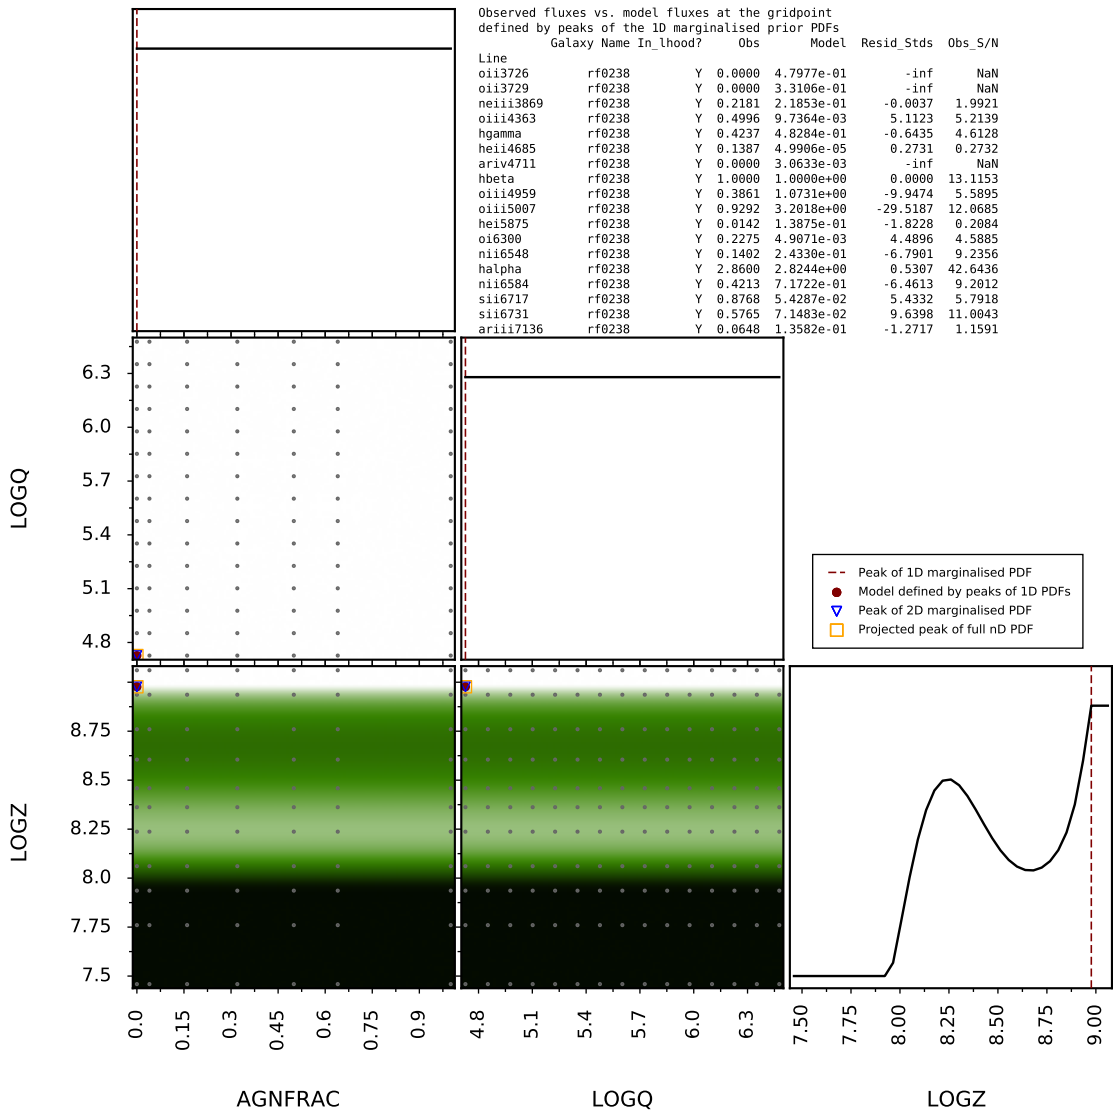 Observed fluxes vs. model fluxes at the gridpoint
defined by peaks of the 1D marginalised prior PDFs
Galaxy Name In_lhood? Obs Model Resid_Stds Obs_S/N
Line
oii3726 rf0238 Y 0.0000 4.7977e-01 -inf NaN
oii3729 rf0238 Y 0.0000 3.3106e-01 -inf NaN
neiii3869 rf0238 Y 0.2181 2.1853e-01 -0.0037 1.9921
oiii4363 rf0238 Y 0.4996 9.7364e-03 5.1123 5.2139
hgamma rf0238 Y 0.4237 4.8284e-01 -0.6435 4.6128
heii4685 rf0238 Y 0.1387 4.9906e-05 0.2731 0.2732
ariv4711 rf0238 Y 0.0000 3.0633e-03 -inf NaN
hbeta rf0238 Y 1.0000 1.0000e+00 0.0000 13.1153
oiii4959 rf0238 Y 0.3861 1.0731e+00 -9.9474 5.5895
oiii5007 rf0238 Y 0.9292 3.2018e+00 -29.5187 12.0685
hei5875 rf0238 Y 0.0142 1.3875e-01 -1.8228 0.2084
oi6300 rf0238 Y 0.2275 4.9071e-03 4.4896 4.5885
nii6548 rf0238 Y 0.1402 2.4330e-01 -6.7901 9.2356
halpha rf0238 Y 2.8600 2.8244e+00 0.5307 42.6436
nii6584 rf0238 Y 0.4213 7.1722e-01 -6.4613 9.2012
sii6717 rf0238 Y 0.8768 5.4287e-02 5.4332 5.7918
sii6731 rf0238 Y 0.5765 7.1483e-02 9.6398 11.0043
ariii7136 rf0238 Y 0.0648 1.3582e-01 -1.2717 1.1591
6.3
6.0
5.7
5.4
5.1
4.8
LOGQ
Peak of 1D marginalised PDF
Model defined by peaks of 1D PDFs
Peak of 2D marginalised PDF
Projected peak of full nD PDF
8.75
8.5
8.25
8.0
7.75
7.5
LOGZ
0.0 0.15 0.3 0.45 0.6 0.75 0.9
4.8 5.1 5.4 5.7 6.0 6.3
7.50 7.75 8.00 8.25 8.50 8.75 9.00
AGNFRAC
LOGQ
LOGZ